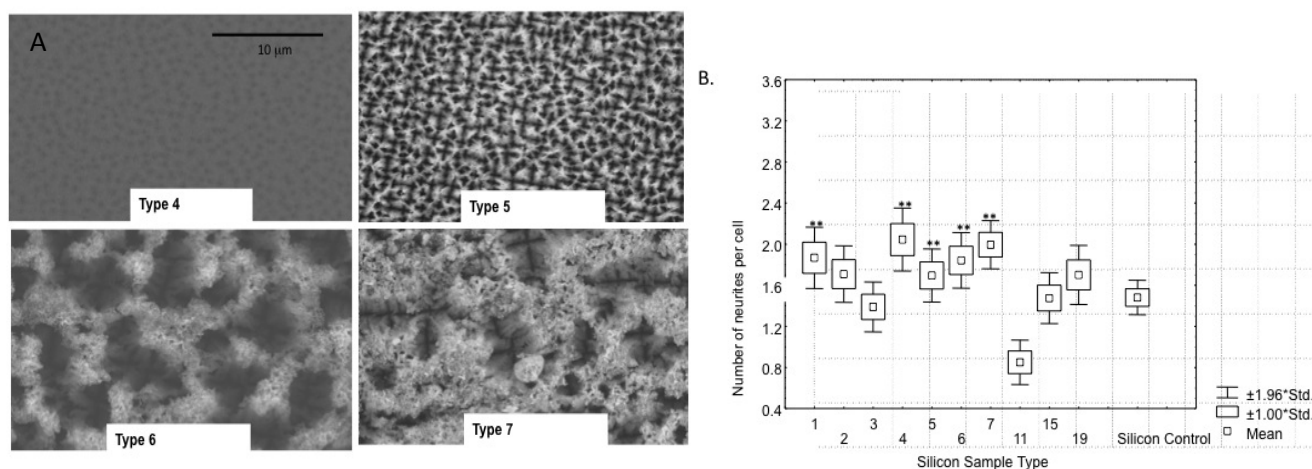 A
10 μm
Type 4
Type 5
Type 6
Type 7
B.
Number of neurites per cell
3.6
3.2
2.8
2.4
2.0
1.6
1.2
0.8
0.4
**
**
**
**
**
1 3 5 7 15
2 4 6 11 19 Silicon Control
Silicon Sample Type
±1.96*Std.
±1.00*Std.
Mean